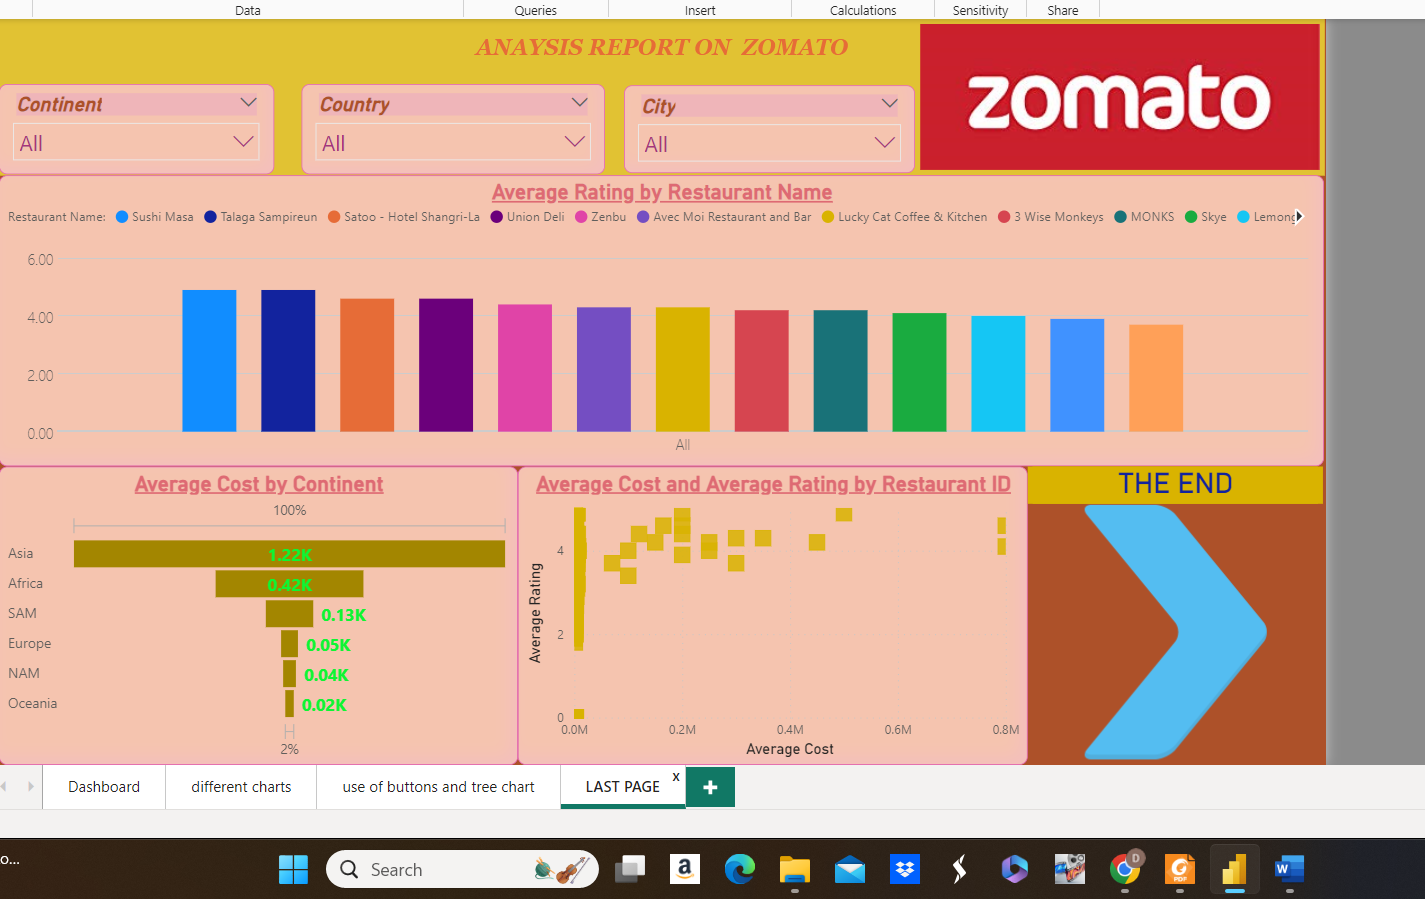 Data Queries Insert Calculations Sensitivity Share
ANAYSIS REPORT ON ZOMATO
zomato
Continent
All
Country
All
City
All
Average Rating by Restaurant Name
Restaurant Name: Sushi Masa Talaga Sampireun Satoo - Hotel Shangri-La Union Deli Zenbu Avec Moi Restaurant and Bar Lucky Cat Coffee & Kitchen 3 Wise Monkeys MONKS Skye Lemong
6.00
4.00
2.00
0.00
All
Average Cost by Continent
100%
Asia 1.22K
Africa 0.42K
SAM 0.13K
Europe 0.05K
NAM 0.04K
Oceania 0.02K
2%
Average Cost and Average Rating by Restaurant ID
Average Rating
4
2
0
0.0M 0.2M 0.4M 0.6M 0.8M
Average Cost
THE END
Dashboard different charts use of buttons and tree chart LAST PAGE x +
o...
Search
a
D
PDF
W